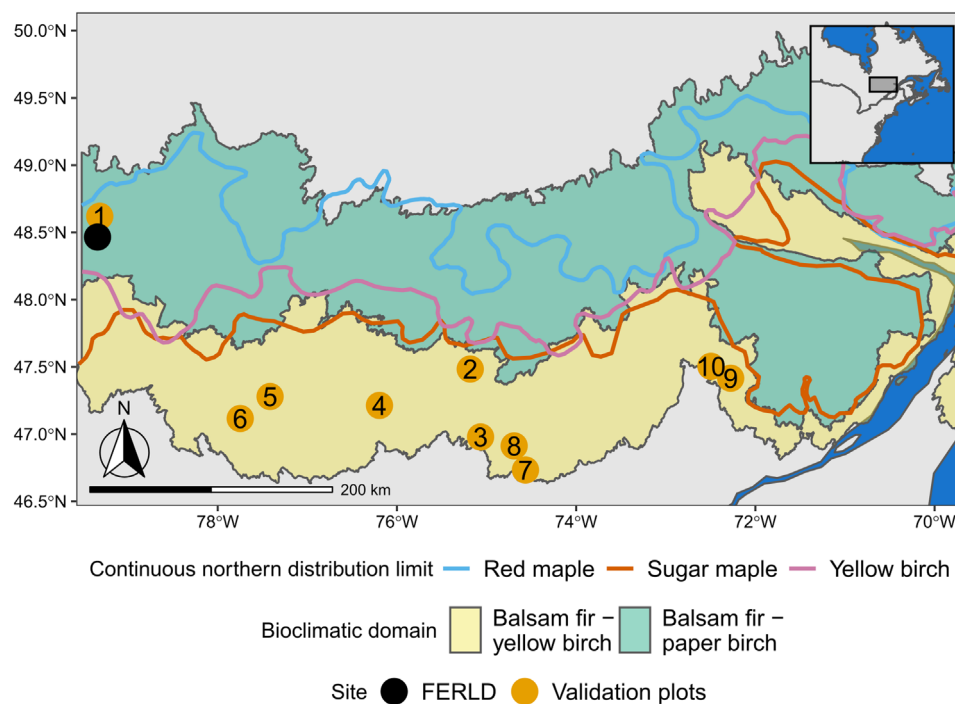 50.0°N
49.5°N
49.0°N
48.5°N
48.0°N
47.5°N
47.0°N
46.5°N
1
2
10
9
5
6
4
3
8
7
N
200 km
78°W
76°W
74°W
72°W
70°W
Continuous northern distribution limit Red maple Sugar maple Yellow birch
Bioclimatic domain
Balsam fir −
yellow birch
Balsam fir −
paper birch
Site FERLD Validation plots